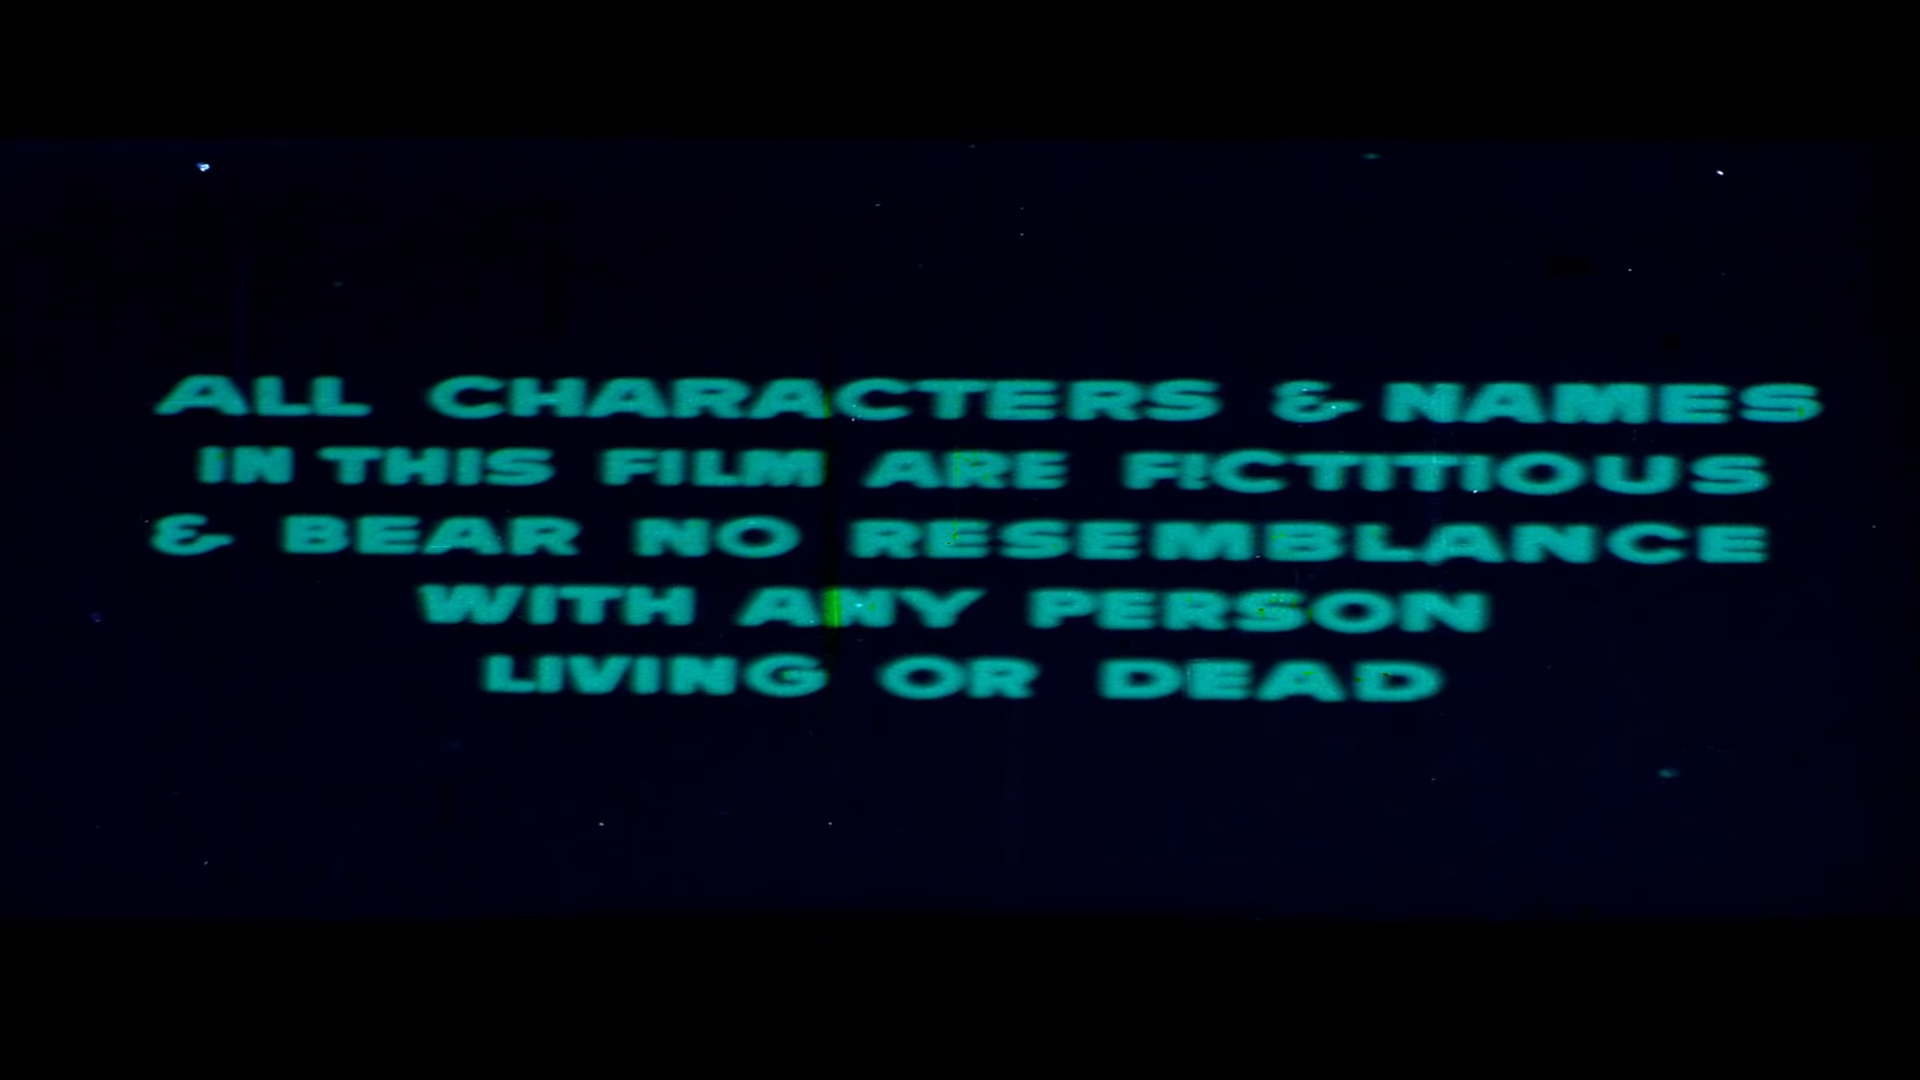 ALL CHARACTERS & NAMES
IN THIS FILM ARE FICTITIOUS
& BEAR NO RESEMBLANCE
WITH ANY PERSON
LIVING OR DEAD